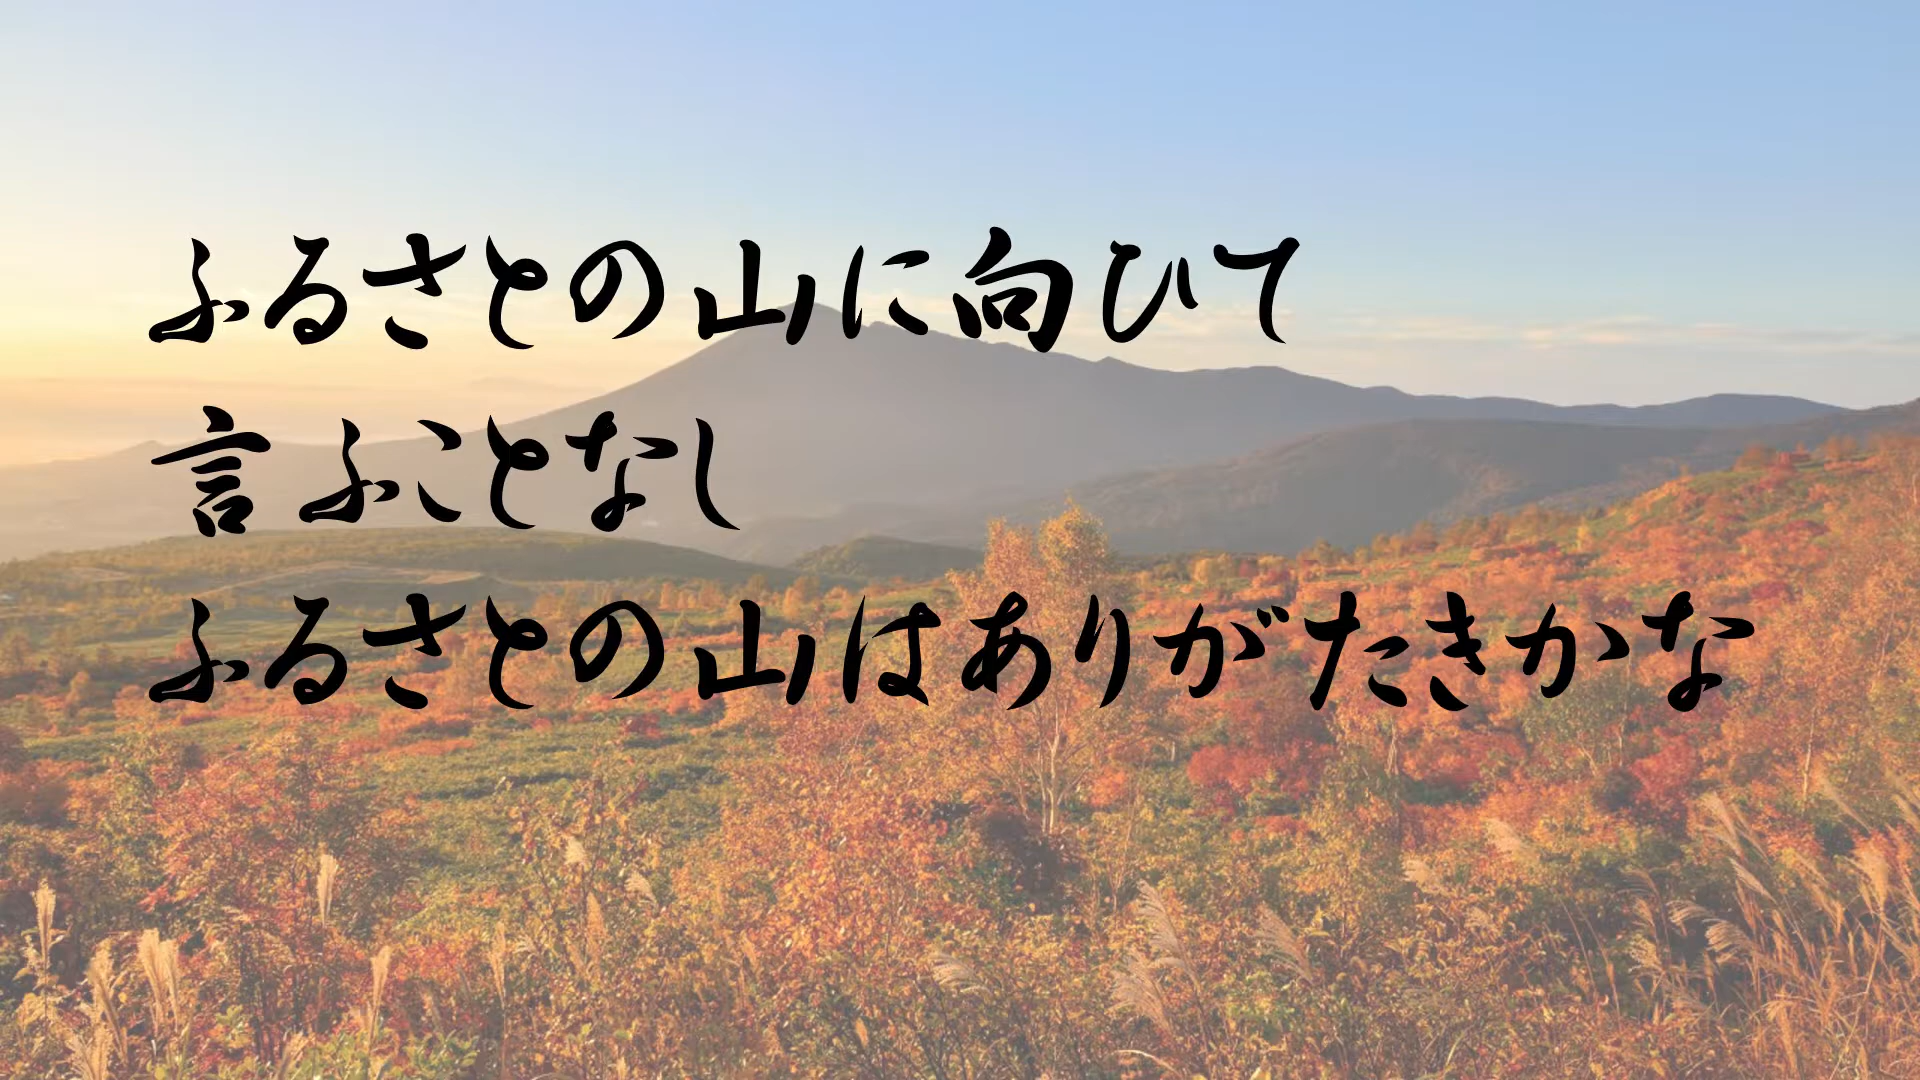 ふるさとの山に向びて
言ふことなし
ふるさとの山はありがたきかな